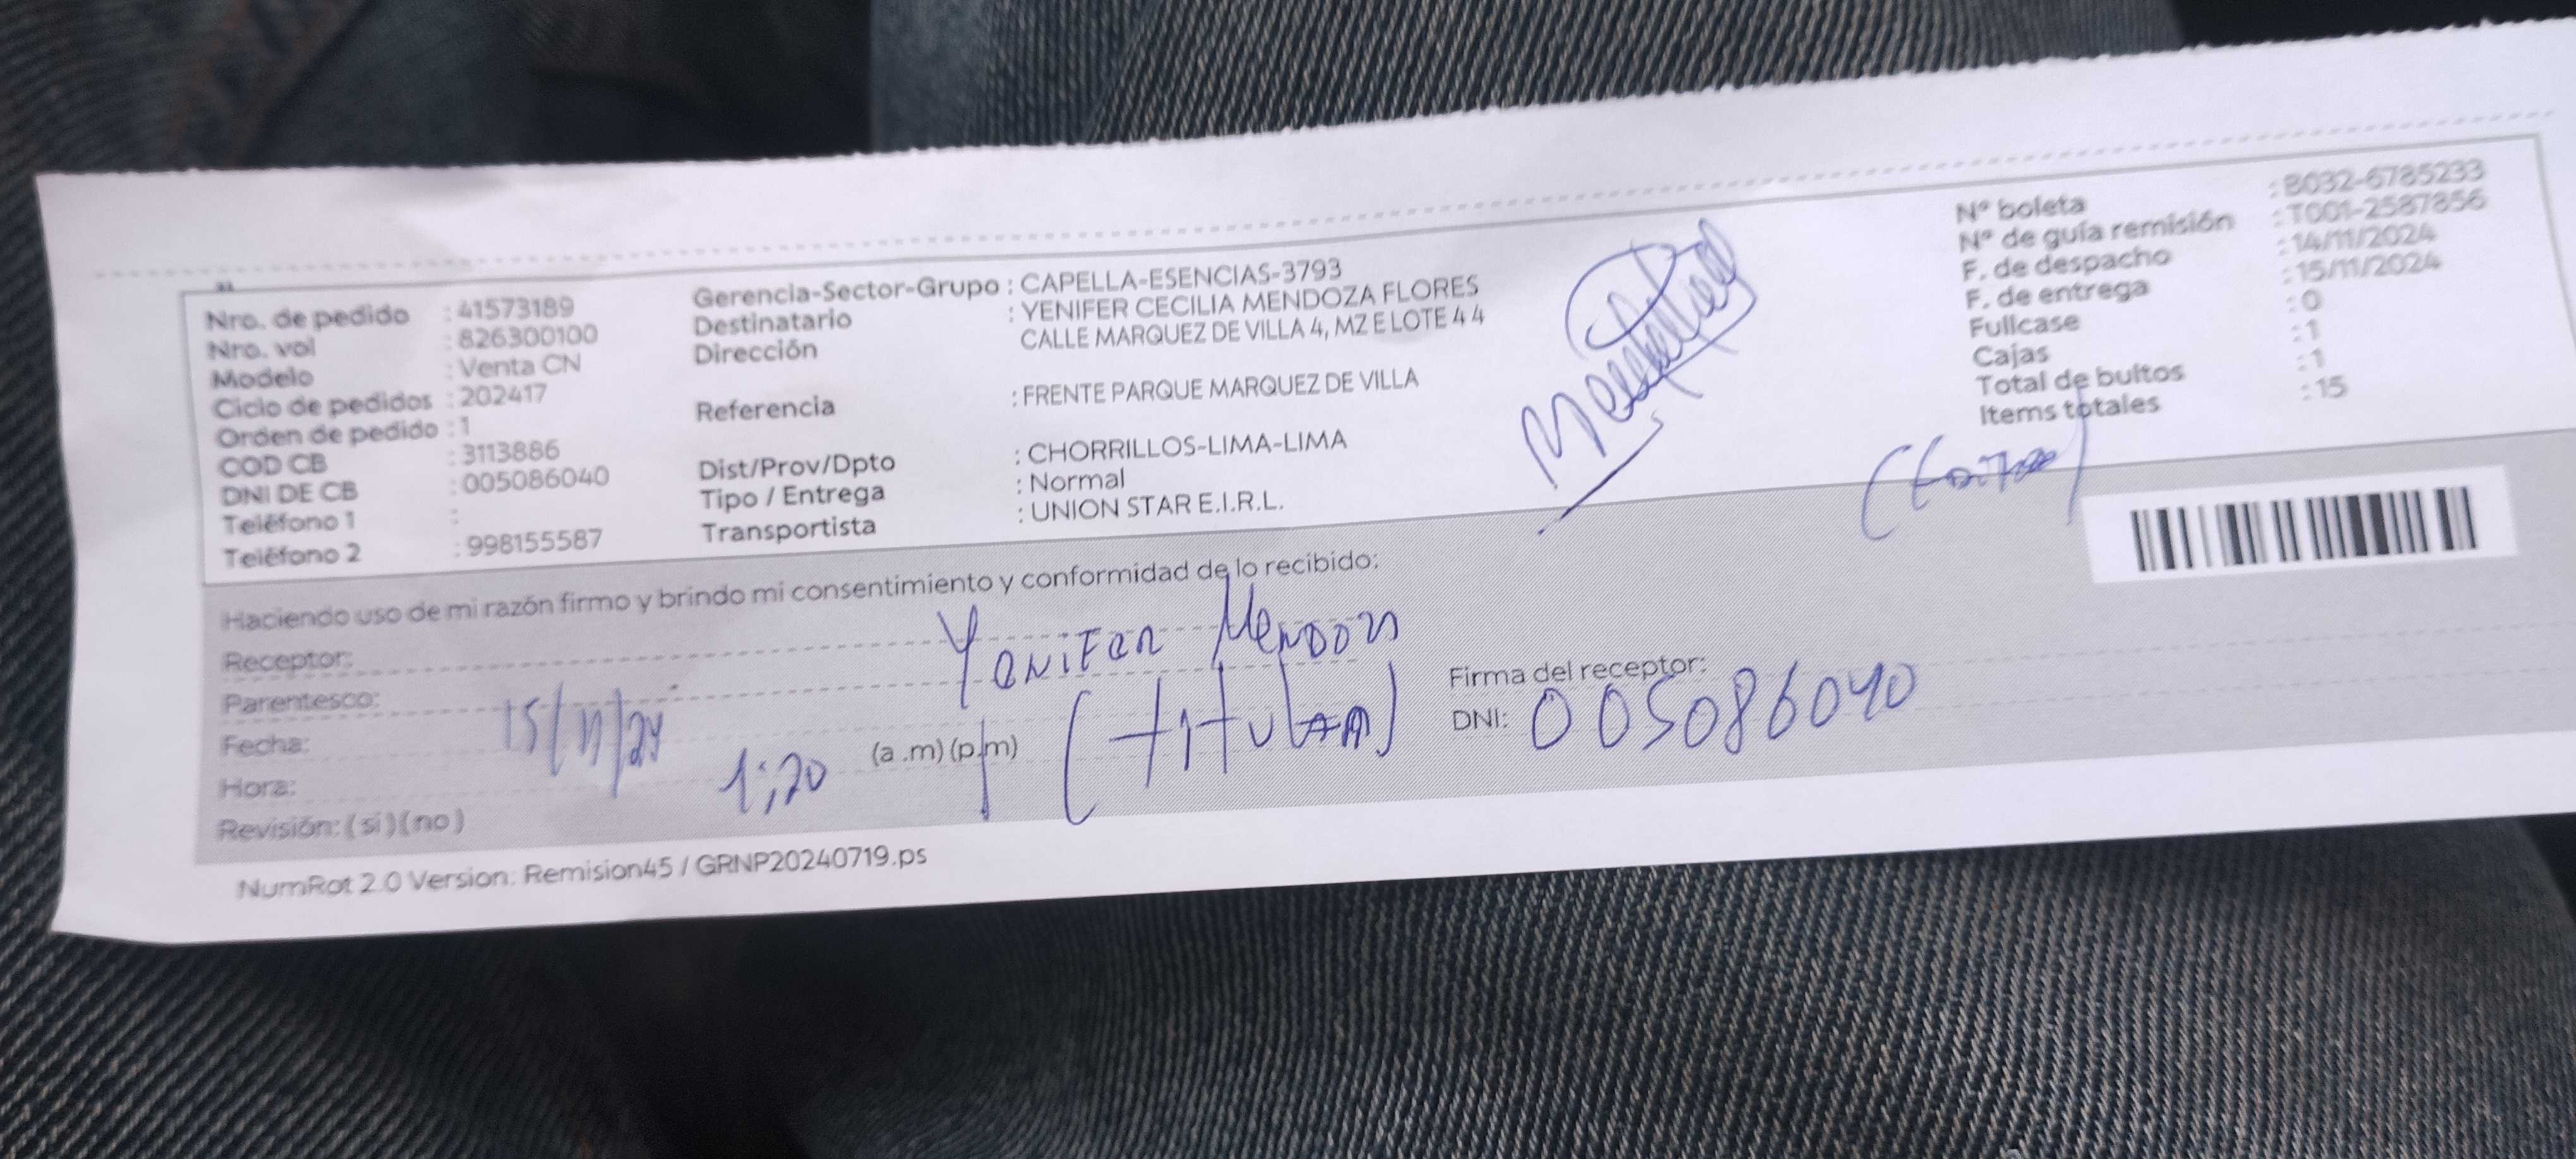 Nro. de pedido : 41573189
Nro. vol : 826300100
Modelo : Venta CN
Ciclo de pedidos : 202417
Orden de pedido : 1
COD CB : 3113886
DNI DE CB : 005086040
Teléfono 1 :
Teléfono 2 : 998155587
Gerencia-Sector-Grupo : CAPELLA-ESENCIAS-3793
Destinatario : YENIFER CECILIA MENDOZA FLORES
Dirección CALLE MARQUEZ DE VILLA 4, MZ E LOTE 4 4
Referencia : FRENTE PARQUE MARQUEZ DE VILLA
Dist/Prov/Dpto : CHORRILLOS-LIMA-LIMA
Tipo / Entrega : Normal
Transportista : UNION STAR E.I.R.L.
N° boleta : B032-6785233
N° de guía remisión : T001-2587856
F. de despacho : 14/11/2024
F. de entrega : 15/11/2024
Fullcase : 0
Cajas : 1
Total de bultos : 1
Items totales : 15
Haciendo uso de mi razón firmo y brindo mi consentimiento y conformidad de lo recibido:
Receptor: Yenifer Mendoza
Parentesco: (titular)
Fecha: 15/11/24
Hora: 1:20 (a .m) (p.m)
Revisión: ( si ) ( no )
Firma del receptor:
DNI: 005086040
NumRot 2.0 Version: Remision45 / GRNP20240719.ps